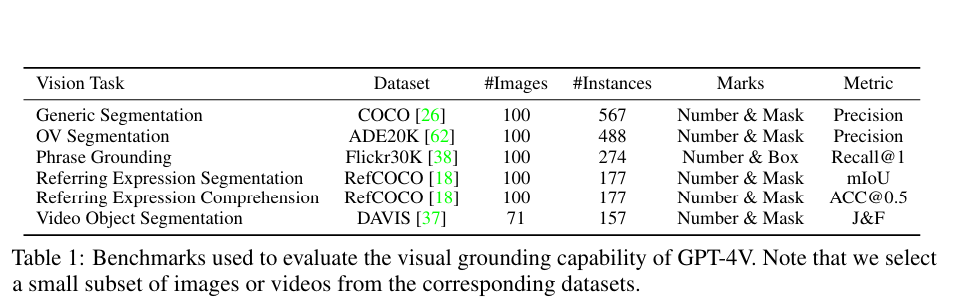 Vision Task Dataset #Images #Instances Marks Metric
Generic Segmentation COCO [26] 100 567 Number & Mask Precision
OV Segmentation ADE20K [62] 100 488 Number & Mask Precision
Phrase Grounding Flickr30K [38] 100 274 Number & Box Recall@1
Referring Expression Segmentation RefCOCO [18] 100 177 Number & Mask mIoU
Referring Expression Comprehension RefCOCO [18] 100 177 Number & Mask ACC@0.5
Video Object Segmentation DAVIS [37] 71 157 Number & Mask J&F
Table 1: Benchmarks used to evaluate the visual grounding capability of GPT-4V. Note that we select
a small subset of images or videos from the corresponding datasets.